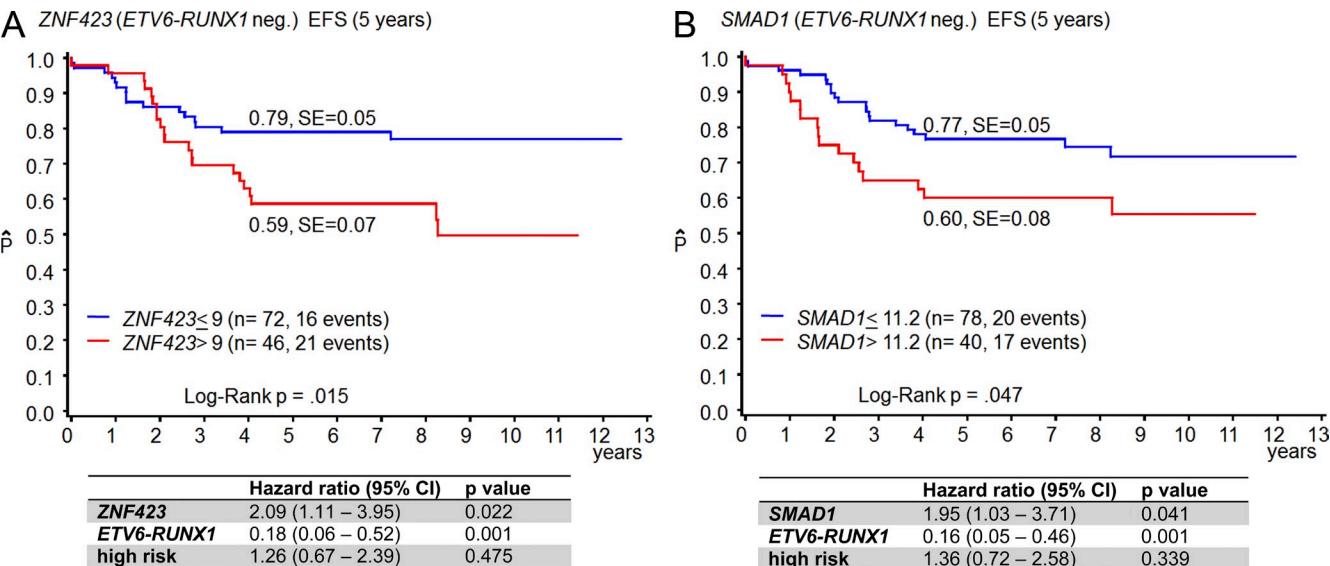 A ZNF423 (ETV6-RUNX1 neg.) EFS (5 years)
1.0
0.9
0.8
0.7
0.6
0.5
0.4
0.3
0.2
0.1
0.0
P̂
0.79, SE=0.05
0.59, SE=0.07
ZNF423≤ 9 (n= 72, 16 events)
ZNF423> 9 (n= 46, 21 events)
Log-Rank p = .015
0 1 2 3 4 5 6 7 8 9 10 11 12 13
years
Hazard ratio (95% CI) p value
ZNF423 2.09 (1.11 – 3.95) 0.022
ETV6-RUNX1 0.18 (0.06 – 0.52) 0.001
high risk 1.26 (0.67 – 2.39) 0.475
B SMAD1 (ETV6-RUNX1 neg.) EFS (5 years)
1.0
0.9
0.8
0.7
0.6
0.5
0.4
0.3
0.2
0.1
0.0
P̂
0.77, SE=0.05
0.60, SE=0.08
SMAD1≤ 11.2 (n= 78, 20 events)
SMAD1> 11.2 (n= 40, 17 events)
Log-Rank p = .047
0 1 2 3 4 5 6 7 8 9 10 11 12 13
years
Hazard ratio (95% CI) p value
SMAD1 1.95 (1.03 – 3.71) 0.041
ETV6-RUNX1 0.16 (0.05 – 0.46) 0.001
high risk 1.36 (0.72 – 2.58) 0.339